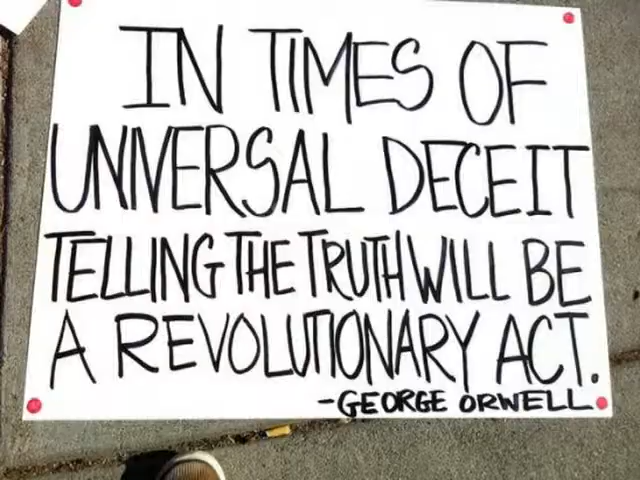 IN TIMES OF
UNIVERSAL DECEIT
TELLING THE TRUTH WILL BE
A REVOLUTIONARY ACT.
-GEORGE ORWELL